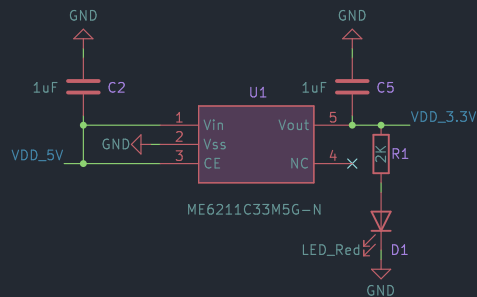 GND
GND
1uF C2
1uF C5
U1
1 Vin
Vout 5
VDD_3.3V
GND 2 Vss
VDD_5V
3 CE
NC 4
2K R1
ME6211C33M5G-N
LED_Red D1
GND